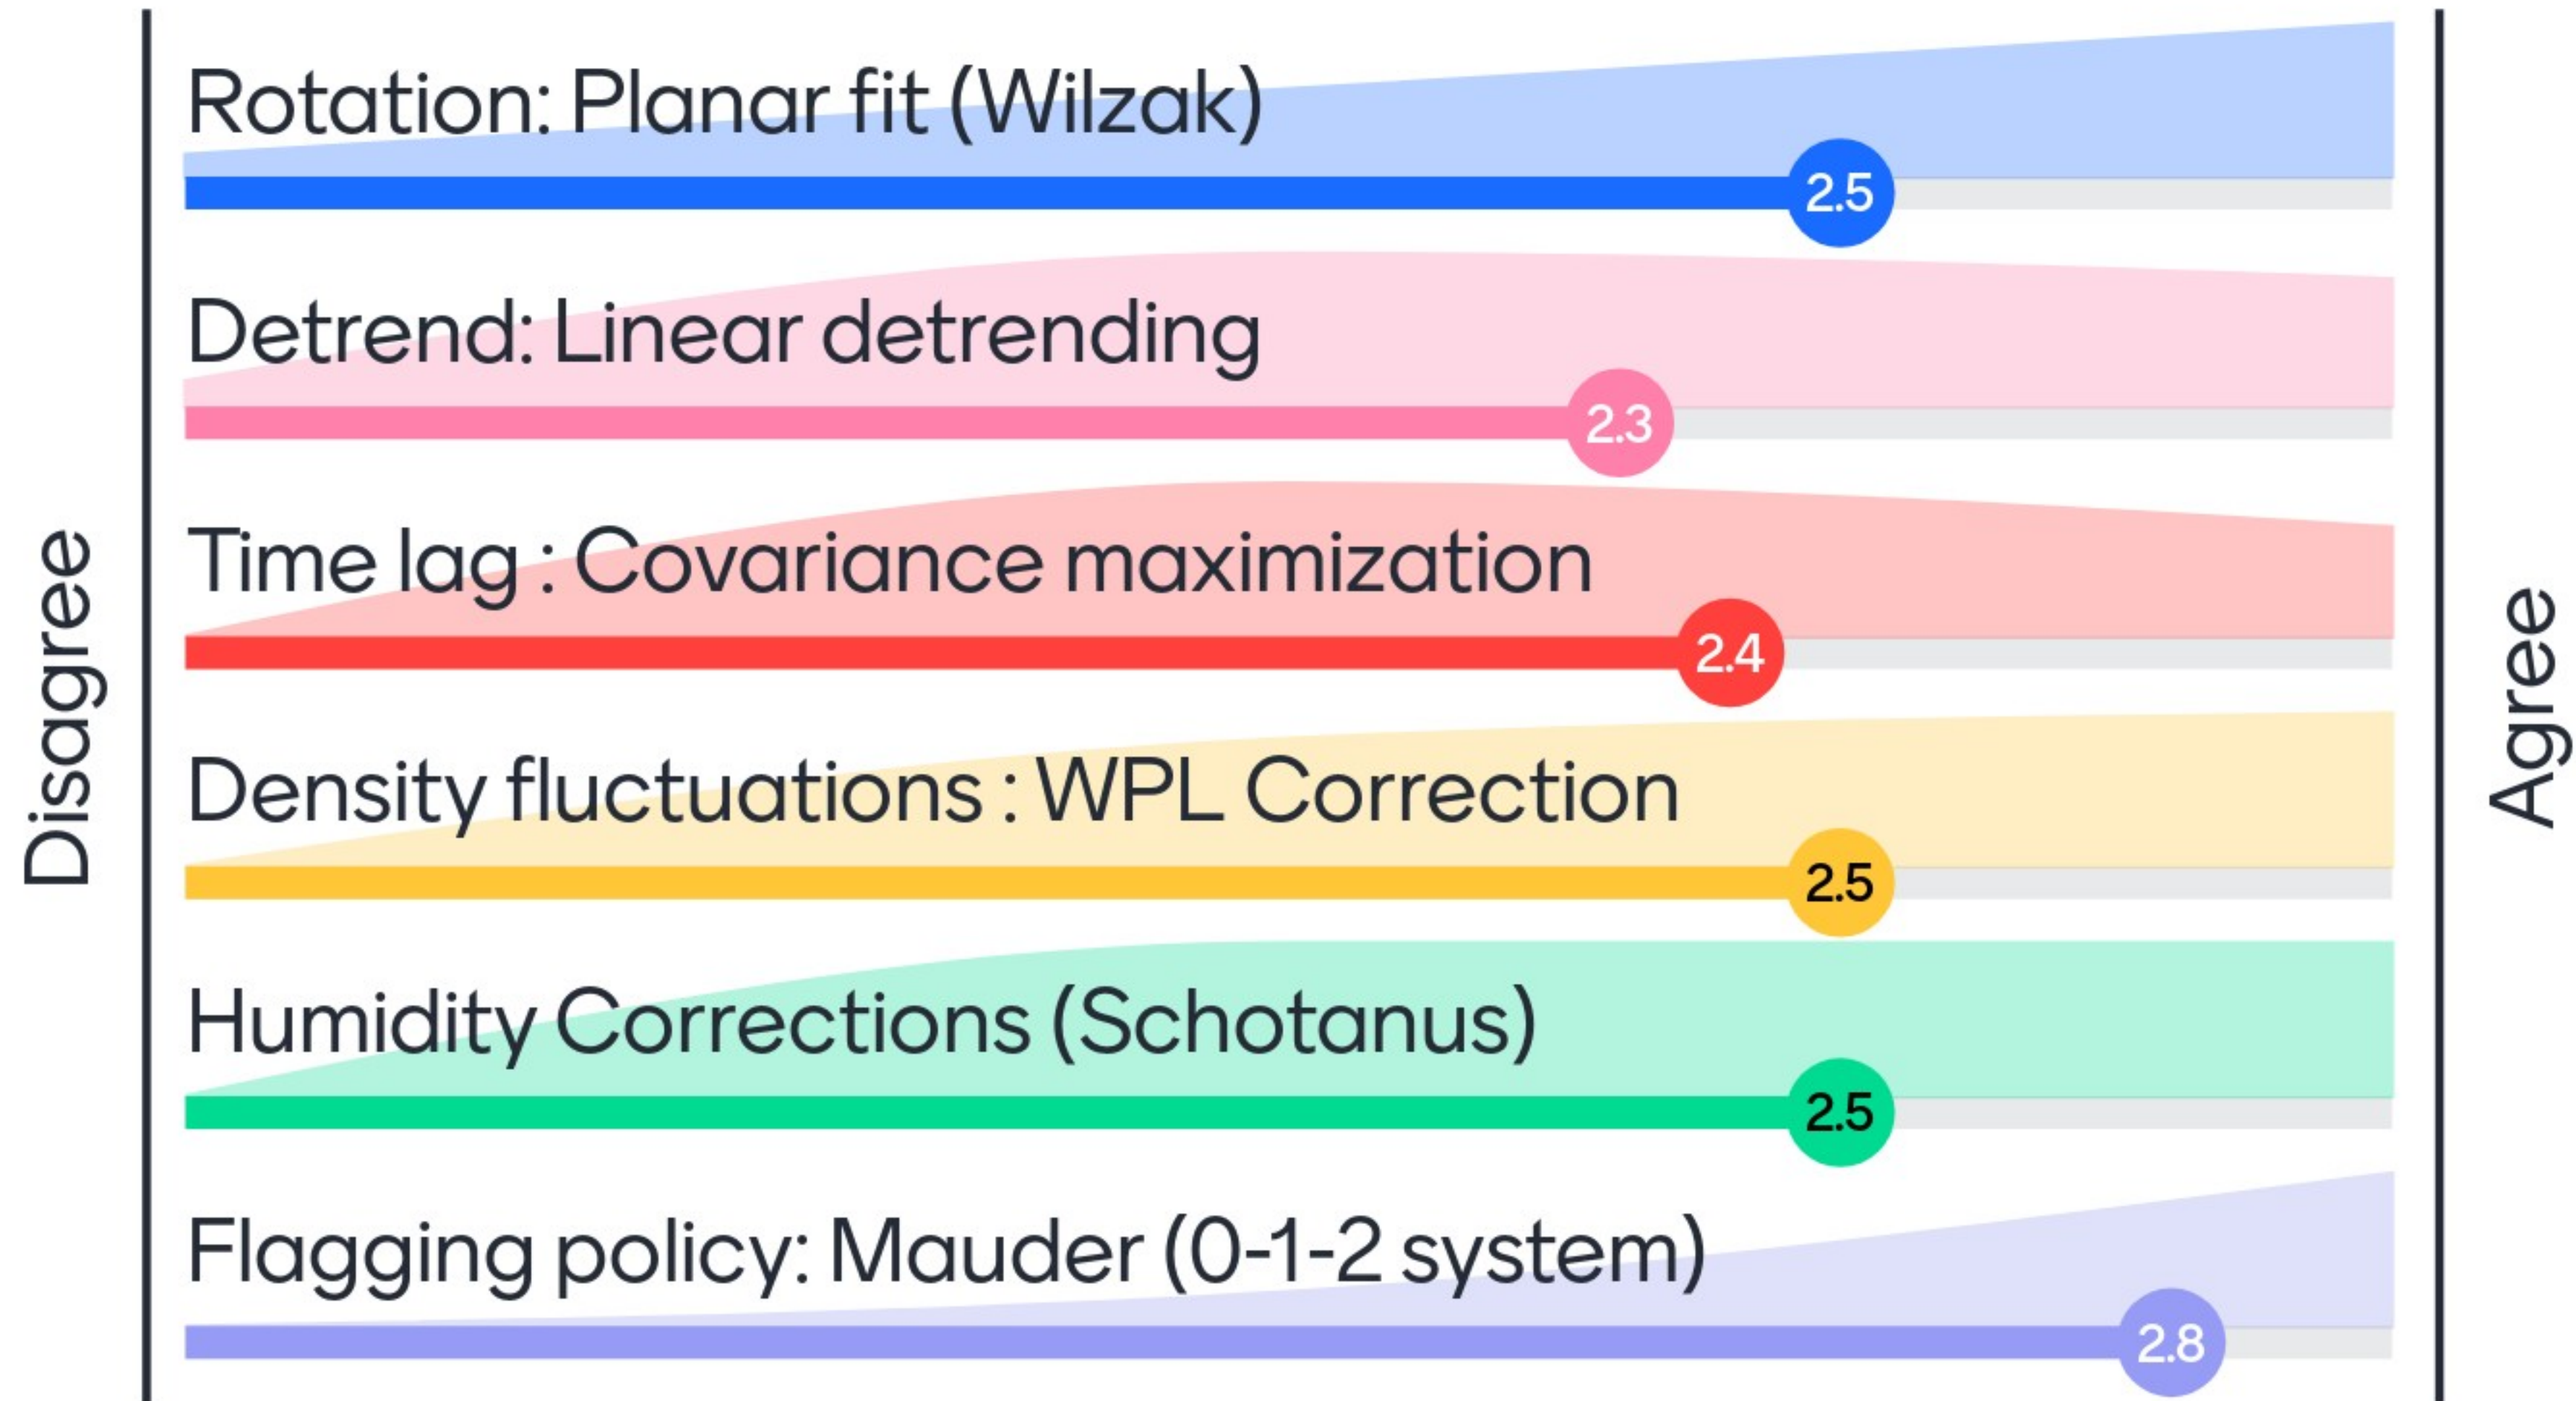 Rotation: Planar fit (Wilzak)
2.5
Detrend: Linear detrending
2.3
Disagree
Time lag : Covariance maximization
2.4
Agree
Density fluctuations : WPL Correction
2.5
Humidity Corrections (Schotanus)
2.5
Flagging policy: Mauder (0-1-2 system)
2.8